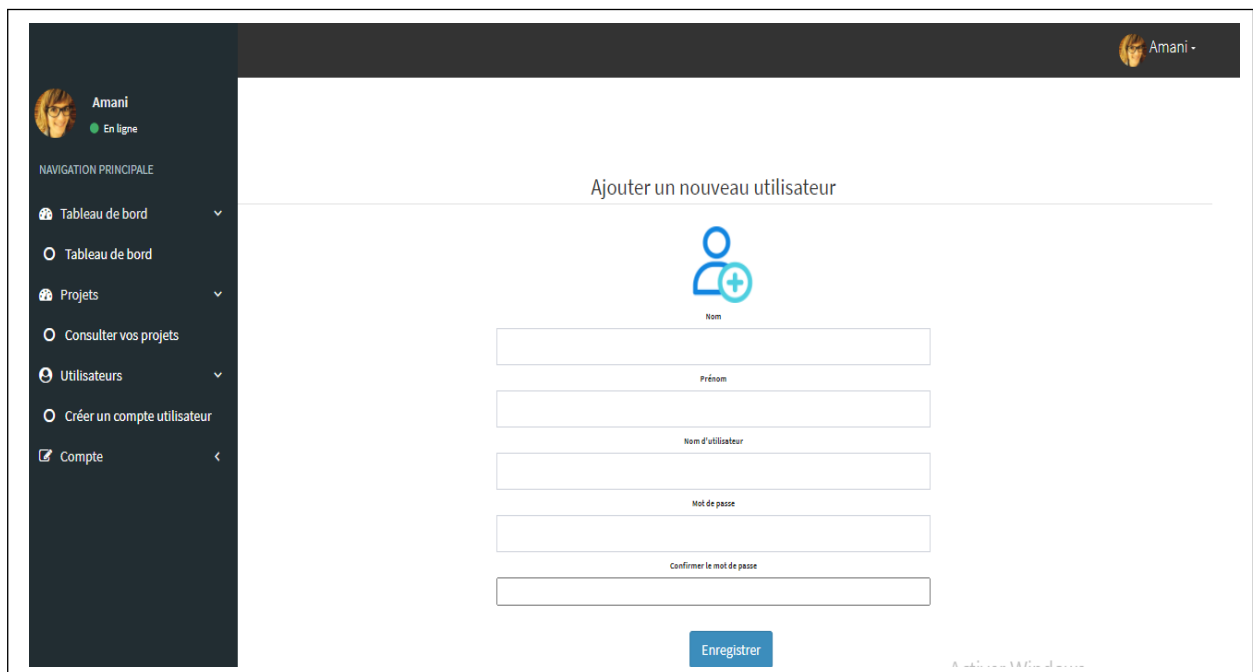 Amani
Amani
En ligne
NAVIGATION PRINCIPALE
Tableau de bord
Tableau de bord
Projets
Consulter vos projets
Utilisateurs
Créer un compte utilisateur
Compte
Ajouter un nouveau utilisateur
Nom
Prénom
Nom d'utilisateur
Mot de passe
Confirmer le mot de passe
Enregistrer
Activer Windows